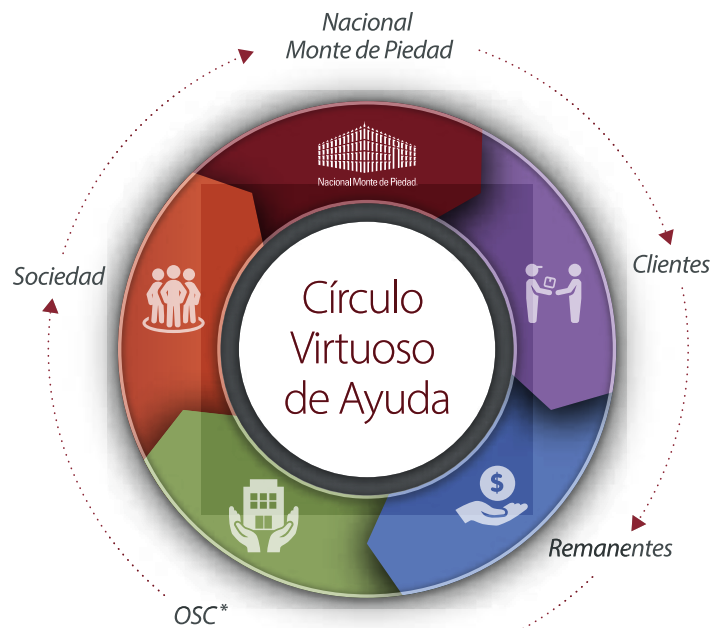 Nacional
Monte de Piedad
Nacional Monte de Piedad
Clientes
Sociedad
Círculo
Virtuoso
de Ayuda
$
Remanentes
OSC*